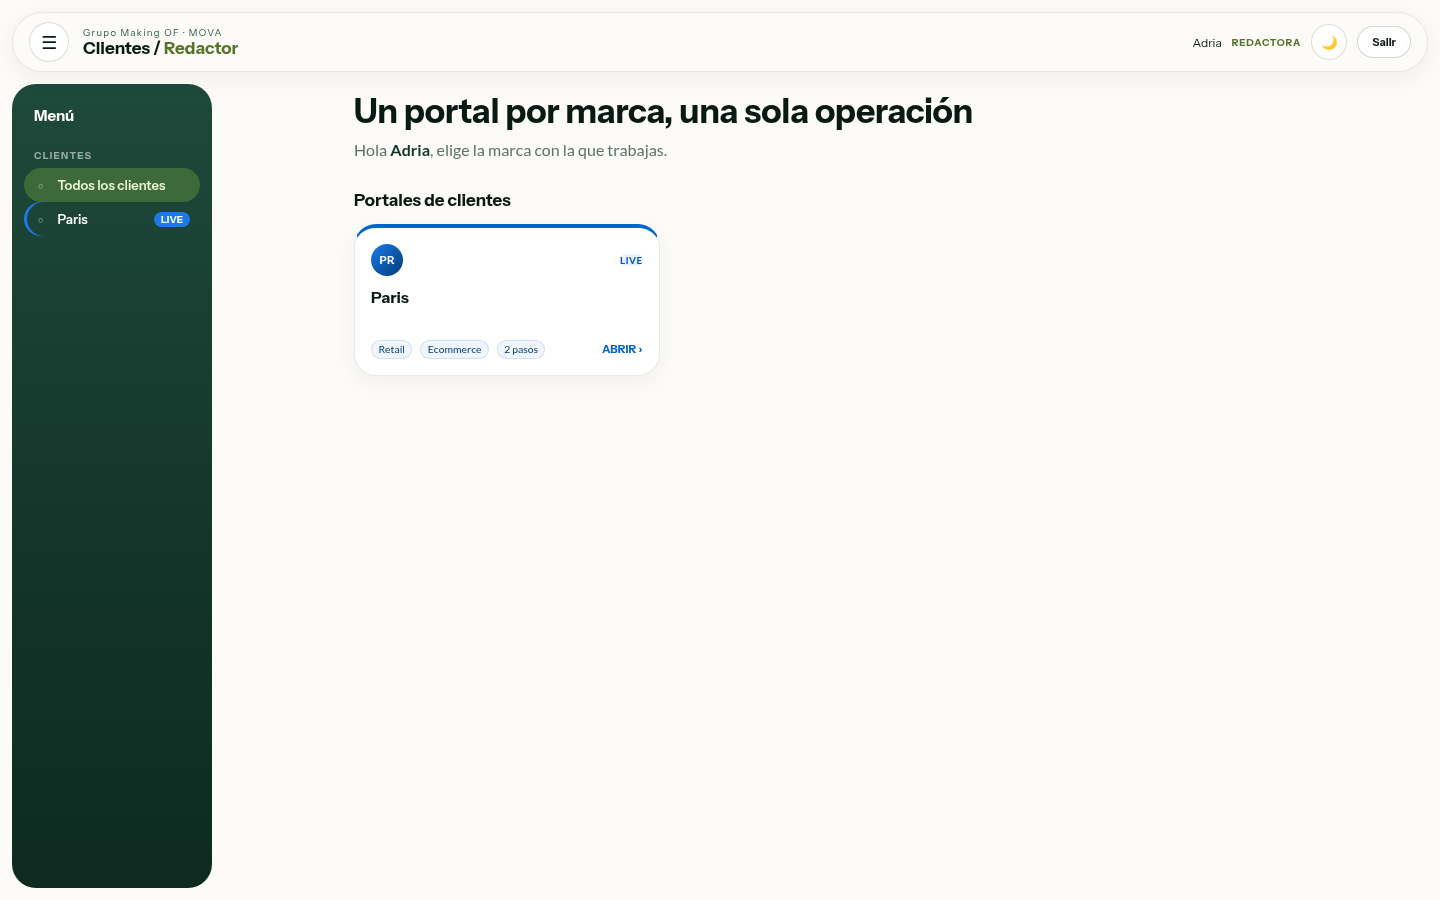 Grupo Making OF · MOVA
Clientes / Redactor
Adria REDACTORA
Salir
Menú
CLIENTES
Todos los clientes
Paris LIVE
Un portal por marca, una sola operación
Hola Adria, elige la marca con la que trabajas.
Portales de clientes
PR LIVE
Paris
Retail Ecommerce 2 pasos ABRIR ›